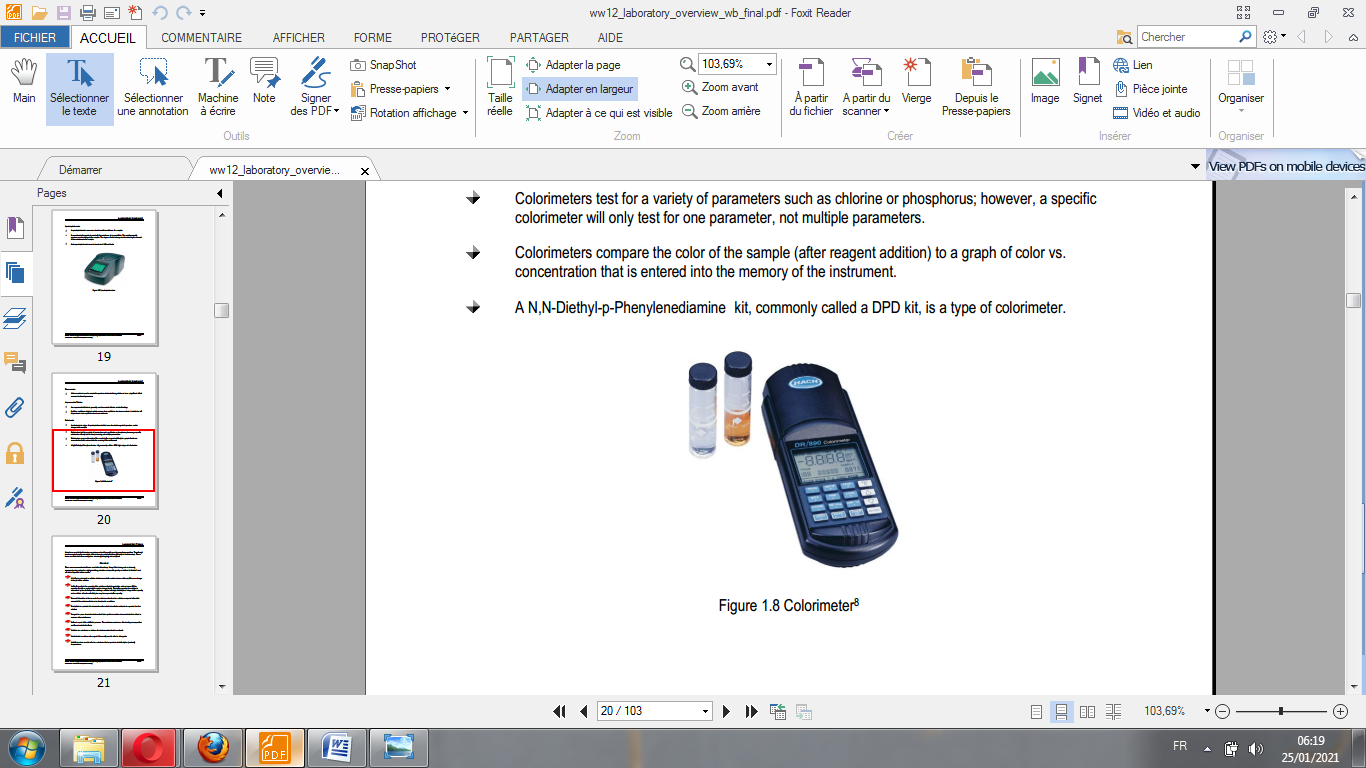 ww12_laboratory_overview_wb_final.pdf - Foxit Reader
FICHIER ACCUEIL COMMENTAIRE AFFICHER FORME PROTéGER PARTAGER AIDE
Chercher
Main
Sélectionner le texte
Sélectionner une annotation
Machine à écrire
Note
Signer des PDF
SnapShot
Presse-papiers
Rotation affichage
Outils
Taille réelle
Adapter la page
Adapter en largeur
Adapter à ce qui est visible
103,69%
Zoom avant
Zoom arrière
Zoom
À partir du fichier
A partir du scanner
Vierge
Depuis le Presse-papiers
Créer
Image
Signet
Lien
Pièce jointe
Vidéo et audio
Insérer
Organiser
Organiser
Démarrer
ww12_laboratory_overvie...
View PDFs on mobile devices
Pages
19
20
21
Colorimeters test for a variety of parameters such as chlorine or phosphorus; however, a specific
colorimeter will only test for one parameter, not multiple parameters.
Colorimeters compare the color of the sample (after reagent addition) to a graph of color vs.
concentration that is entered into the memory of the instrument.
A N,N-Diethyl-p-Phenylenediamine kit, commonly called a DPD kit, is a type of colorimeter.
HACH
DR/890 Colorimeter
Figure 1.8 Colorimeter⁸
20 / 103
103,69%
FR
06:19
25/01/2021